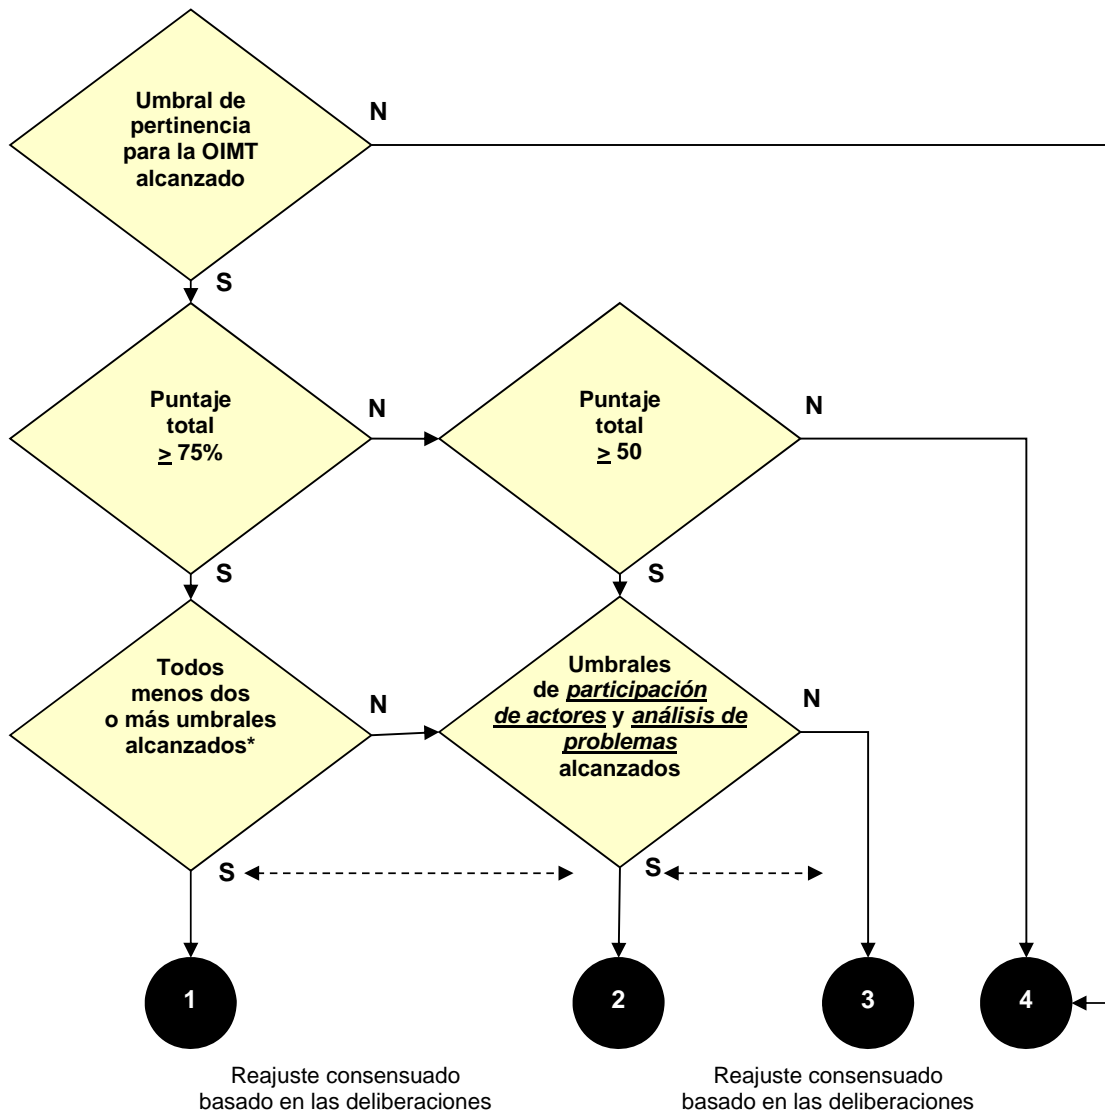 Umbral de
pertinencia
para la OIMT
alcanzado
N
S
Puntaje
total
≥ 75%
N
Puntaje
total
≥ 50
N
S
S
Todos
menos dos
o más umbrales
alcanzados*
N
Umbrales
de participación
de actores y análisis de
problemas
alcanzados
N
S
S
1
2
3
4
Reajuste consensuado
basado en las deliberaciones
Reajuste consensuado
basado en las deliberaciones